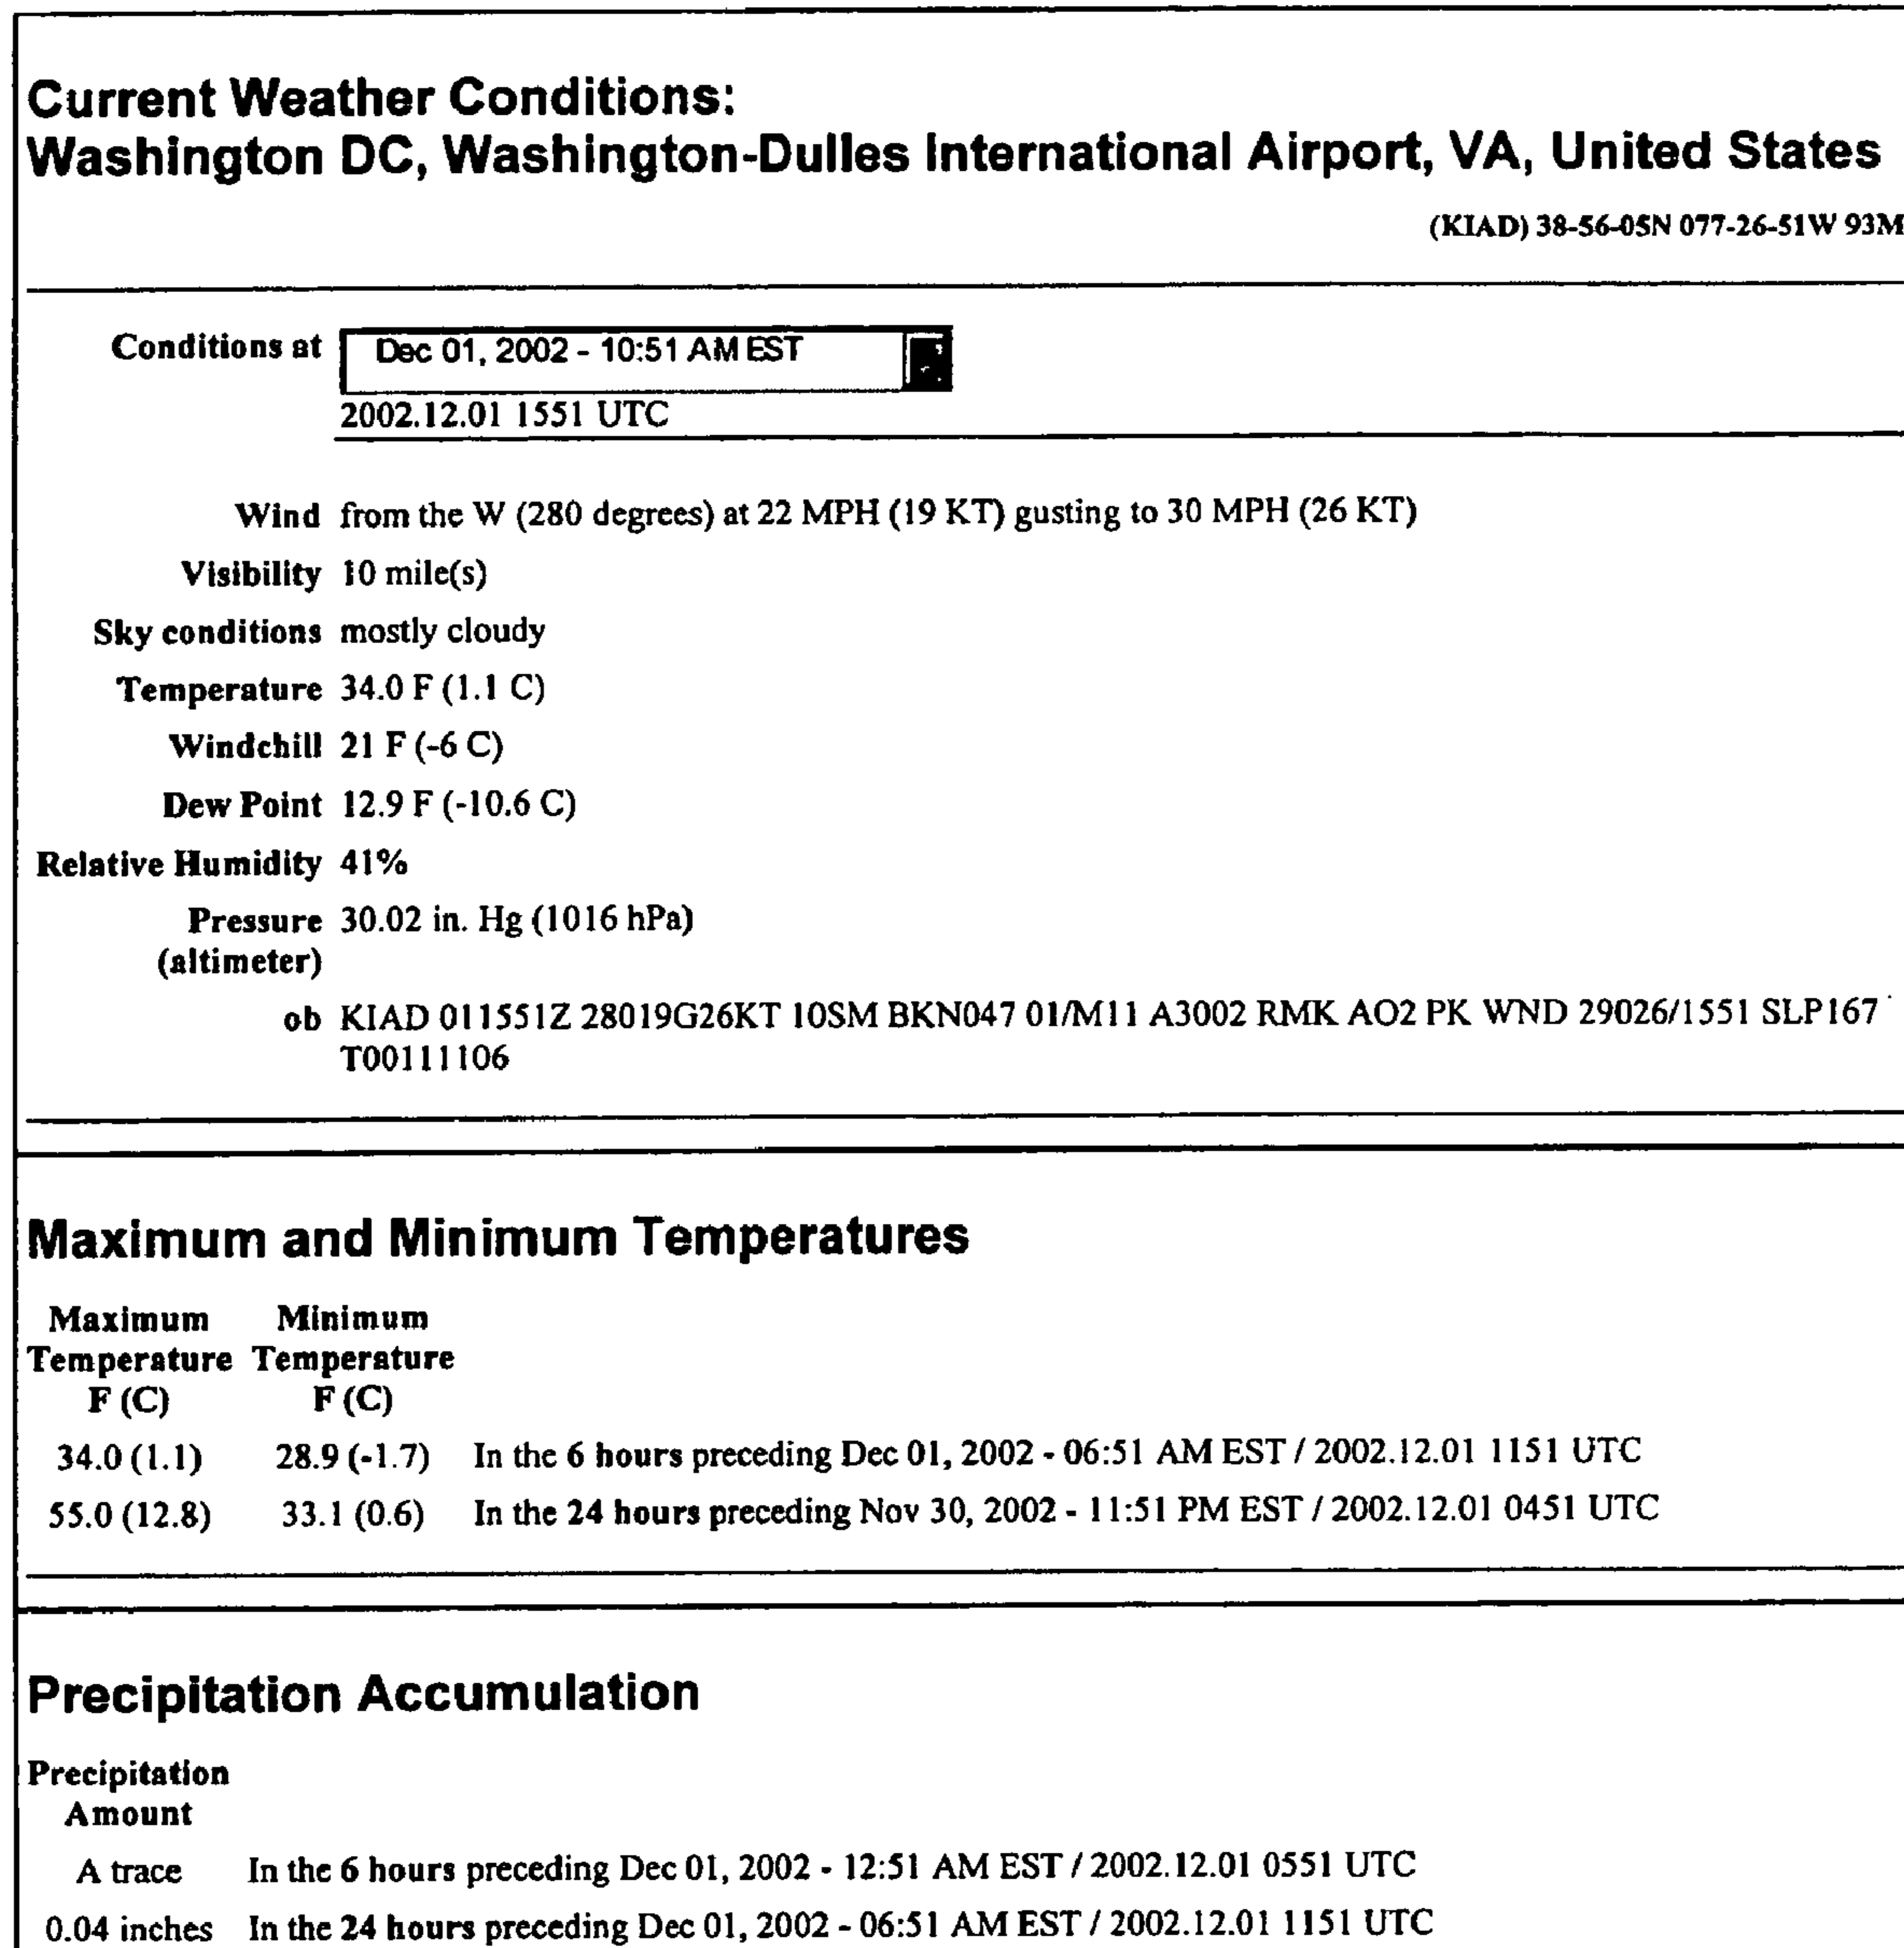 Current Weather Conditions:
Washington DC, Washington-Dulles International Airport, VA, United States
(KIAD) 38-56-05N 077-26-51W 93M
Conditions at Dec 01, 2002 - 10:51 AM EST
2002.12.01 1551 UTC
Wind from the W (280 degrees) at 22 MPH (19 KT) gusting to 30 MPH (26 KT)
Visibility 10 mile(s)
Sky conditions mostly cloudy
Temperature 34.0 F (1.1 C)
Windchill 21 F (-6 C)
Dew Point 12.9 F (-10.6 C)
Relative Humidity 41%
Pressure 30.02 in. Hg (1016 hPa)
(altimeter)
ob KIAD 011551Z 28019G26KT 10SM BKN047 01/M11 A3002 RMK AO2 PK WND 29026/1551 SLP167
T00111106
Maximum and Minimum Temperatures
Maximum Minimum
Temperature Temperature
F (C) F (C)
34.0 (1.1) 28.9 (-1.7) In the 6 hours preceding Dec 01, 2002 - 06:51 AM EST / 2002.12.01 1151 UTC
55.0 (12.8) 33.1 (0.6) In the 24 hours preceding Nov 30, 2002 - 11:51 PM EST / 2002.12.01 0451 UTC
Precipitation Accumulation
Precipitation
Amount
A trace In the 6 hours preceding Dec 01, 2002 - 12:51 AM EST / 2002.12.01 0551 UTC
0.04 inches In the 24 hours preceding Dec 01, 2002 - 06:51 AM EST / 2002.12.01 1151 UTC